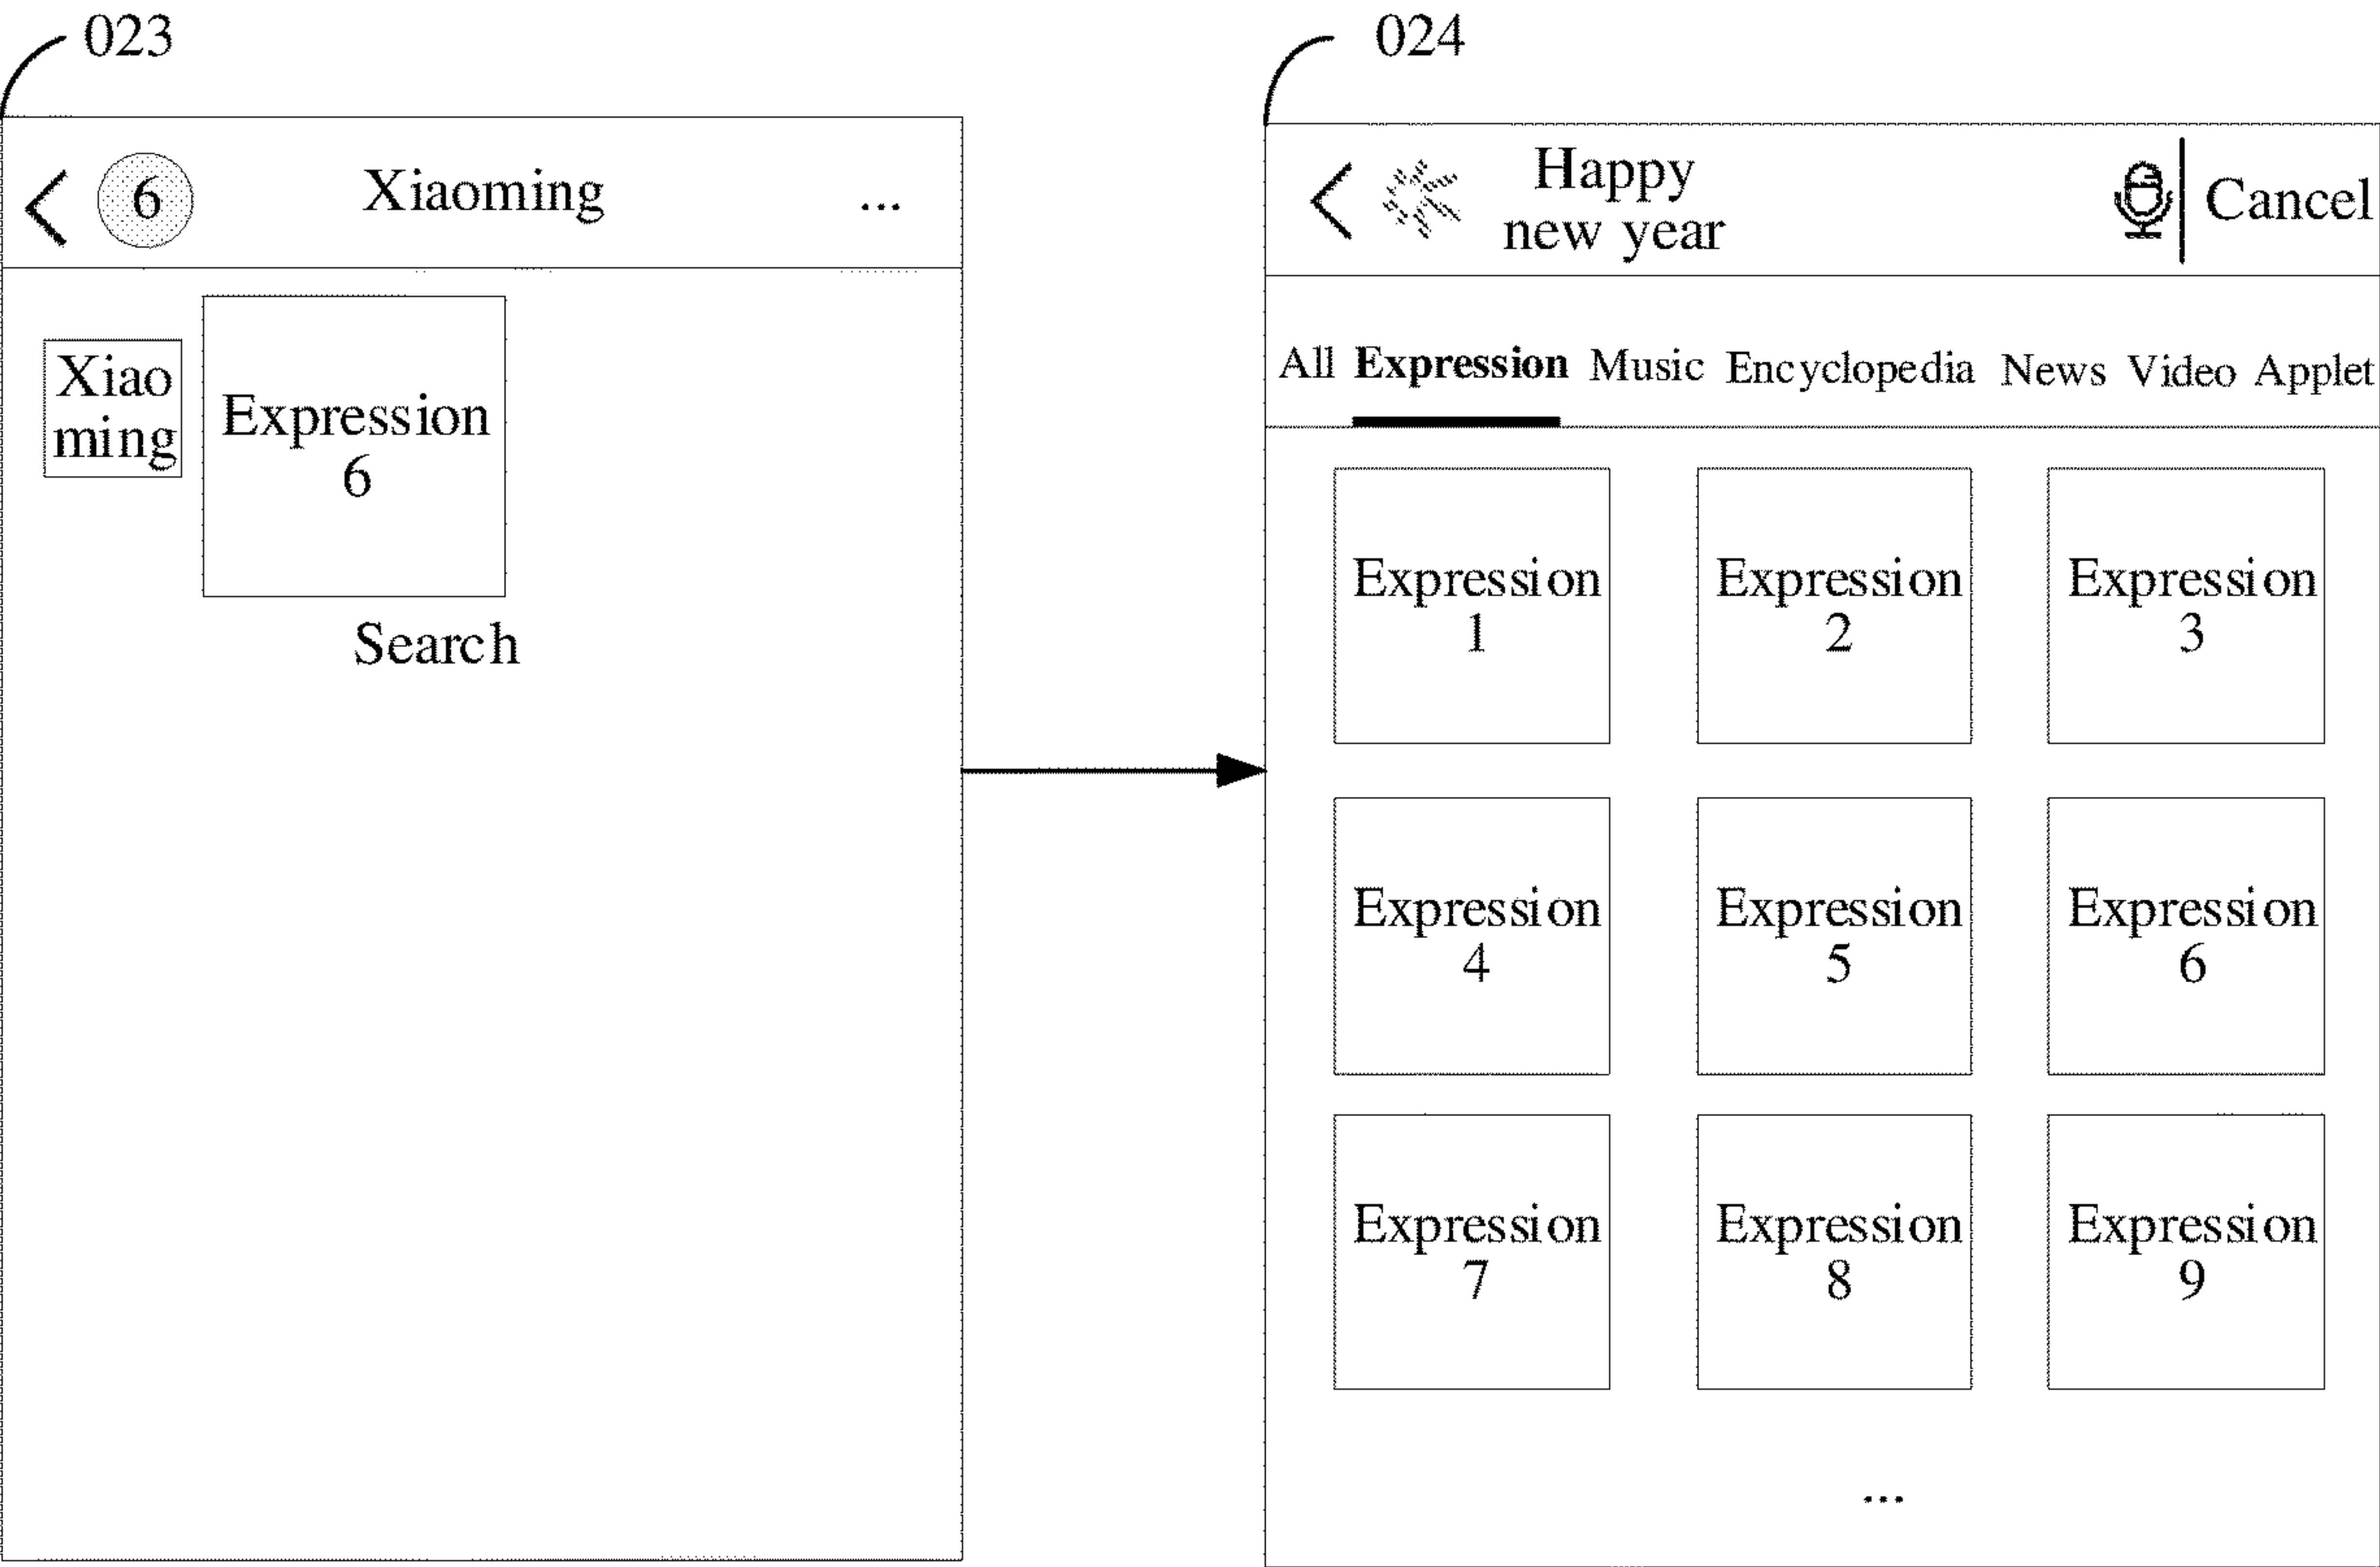 023
6
Xiaoming
...
Xiao
ming
Expression
6
Search
024
Happy
new year
Cancel
All Expression Music Encyclopedia News Video Applet
Expression
1
Expression
2
Expression
3
Expression
4
Expression
5
Expression
6
Expression
7
Expression
8
Expression
9
...